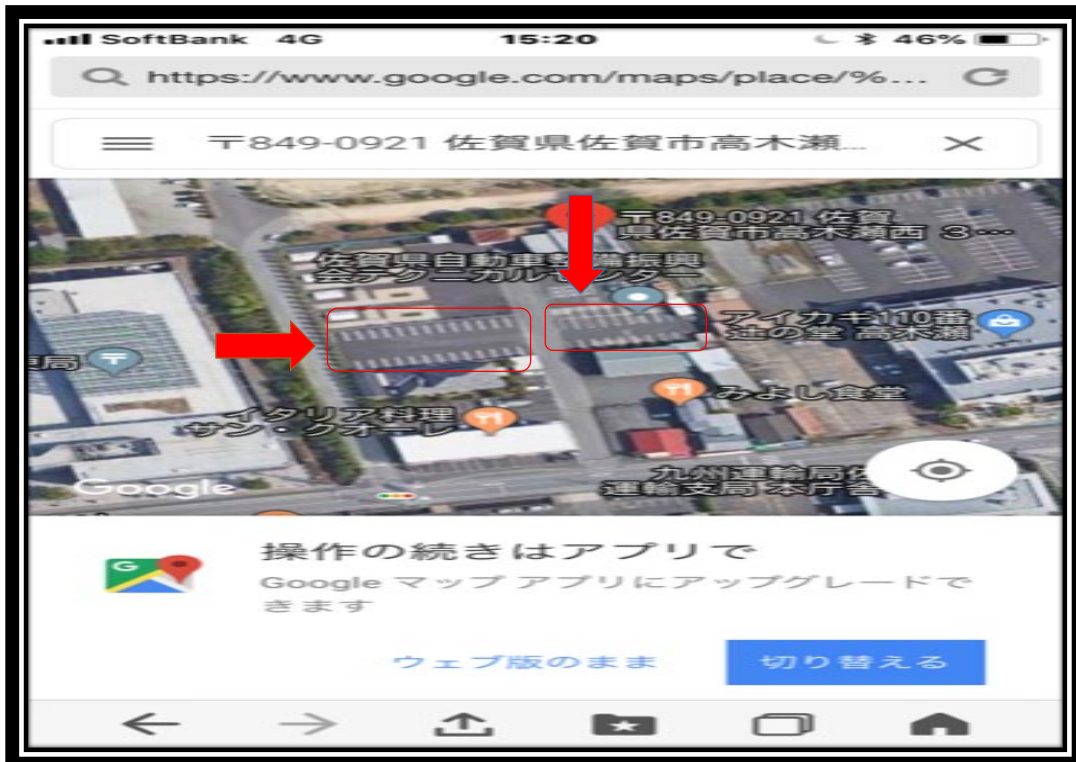 SoftBank 4G 15:20 46%
https://www.google.com/maps/place/%...
〒849-0921 佐賀県佐賀市高木瀬...
〒849-0921 佐賀
県佐賀市高木瀬西 3…
佐賀県自動車整備振興
会テクニカルセンター
アイカギ110番
辻の堂 高木瀬
便局
みよし食堂
イタリア料理
サン・クオーレ
九州運輸局佐
運輸支局 本庁舎
Google
操作の続きはアプリで
Google マップ アプリにアップグレードで
きます
ウェブ版のまま
切り替える